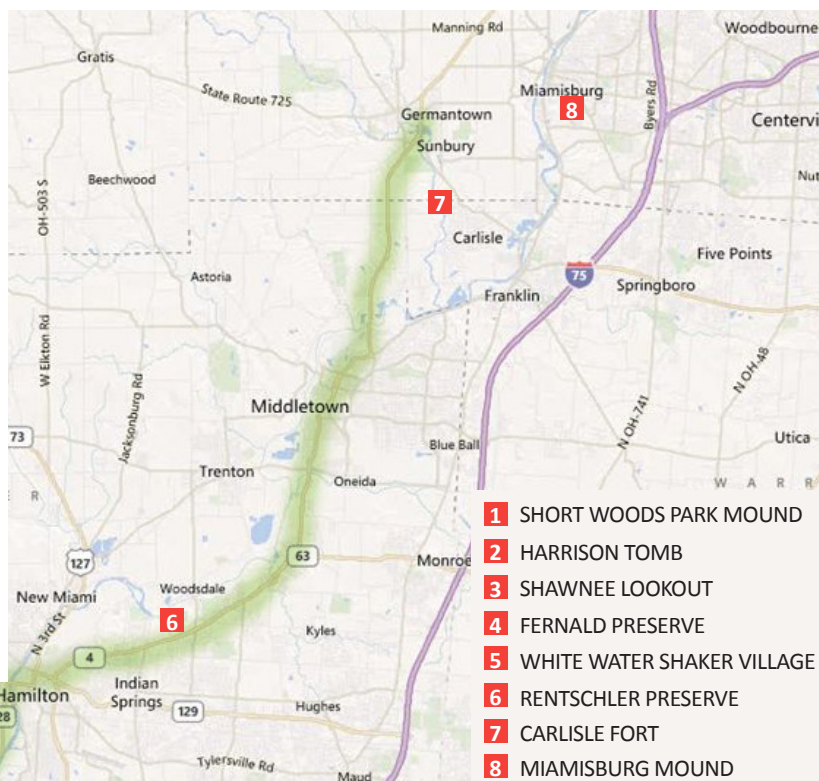 Manning Rd
Woodbourne
Gratis
State Route 725
Miamisburg
8
Byers Rd
Germantown
Centerv
Sunbury
Beechwood
Nut
7
OH-503 S
Carlisle
Five Points
Astoria
75
Franklin
Springboro
W Elkton Rd
Jacksonburg Rd
N OH-48
Middletown
N OH-741
73
Blue Ball
Utica
Trenton
Oneida
E R
W A R R
63
127
Monroe
Woodsdale
New Miami
6
N 3rd St
Kyles
4
Indian
Springs
Hamilton
129
Hughes
28
Tylersville Rd
Maud
1 SHORT WOODS PARK MOUND
2 HARRISON TOMB
3 SHAWNEE LOOKOUT
4 FERNALD PRESERVE
5 WHITE WATER SHAKER VILLAGE
6 RENTSCHLER PRESERVE
7 CARLISLE FORT
8 MIAMISBURG MOUND